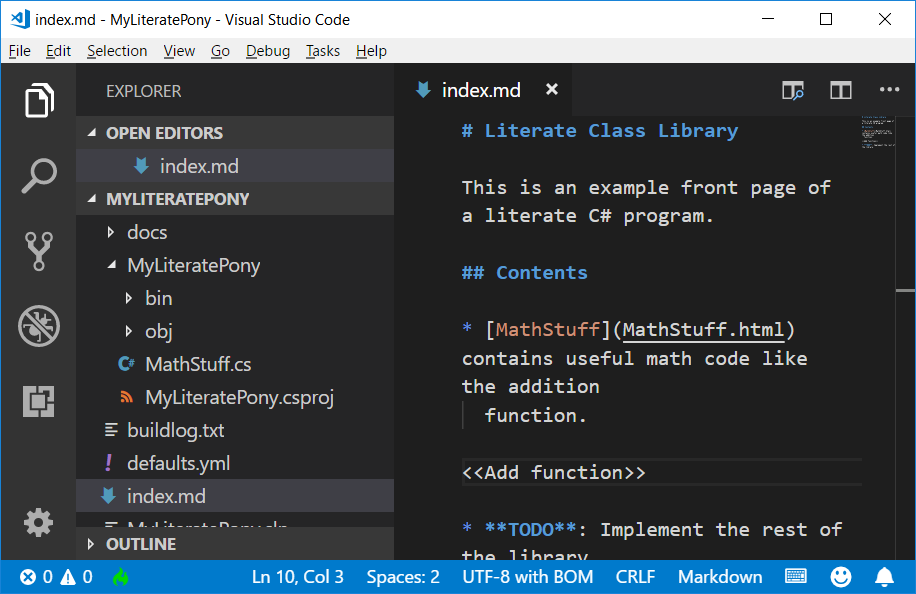 index.md - MyLiteratePony - Visual Studio Code
File Edit Selection View Go Debug Tasks Help
EXPLORER
OPEN EDITORS
index.md
MYLITERATEPONY
docs
MyLiteratePony
bin
obj
C# MathStuff.cs
MyLiteratePony.csproj
buildlog.txt
! defaults.yml
index.md
MyLiteratePony.sln
OUTLINE
index.md
# Literate Class Library
This is an example front page of
a literate C# program.
## Contents
* [MathStuff](MathStuff.html)
contains useful math code like
the addition
function.
<<Add function>>
* **TODO**: Implement the rest of
the library
0 0 Ln 10, Col 3 Spaces: 2 UTF-8 with BOM CRLF Markdown